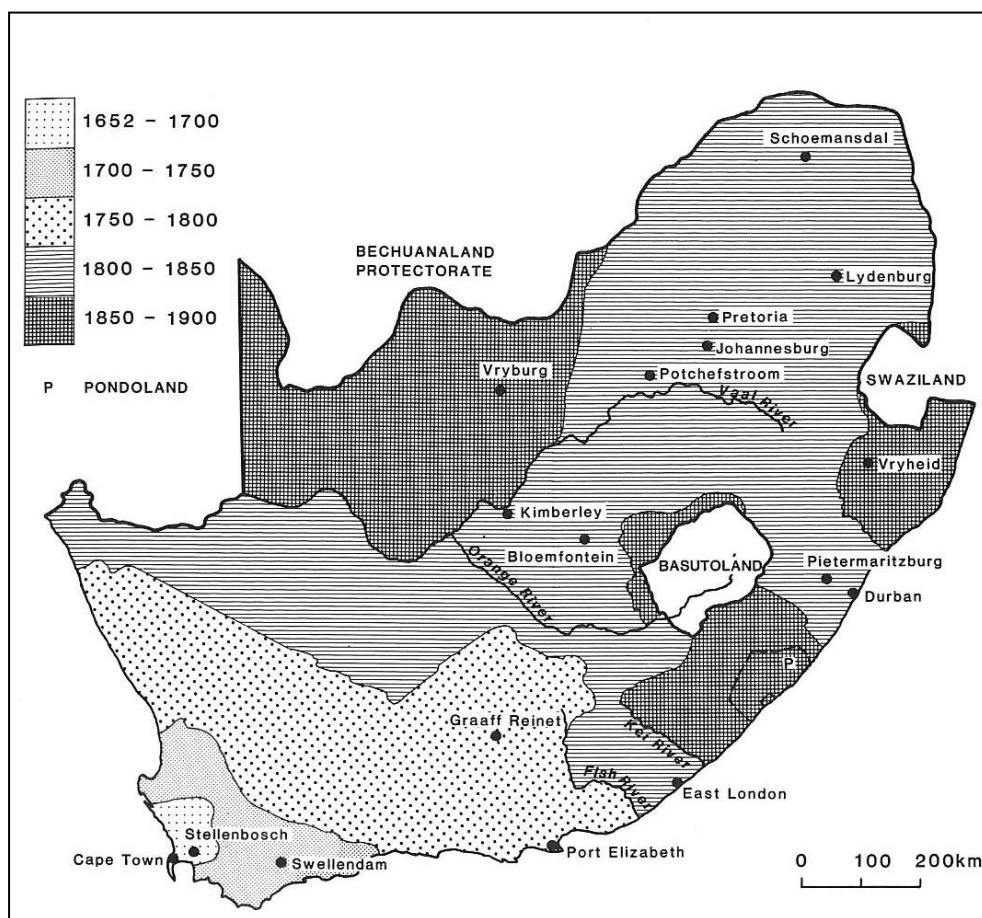 1652 – 1700
1700 – 1750
1750 – 1800
1800 – 1850
1850 – 1900
P PONDOLAND
BECHUANALAND
PROTECTORATE
Schoemansdal
Lydenburg
Pretoria
Johannesburg
Potchefstroom
Vaal River
Vryburg
SWAZILAND
Vryheid
Kimberley
Bloemfontein
Orange River
BASUTOLAND
Pietermaritzburg
Durban
P
Graaff Reinet
Kei River
Fish River
East London
Stellenbosch
Cape Town
Swellendam
Port Elizabeth
0 100 200km